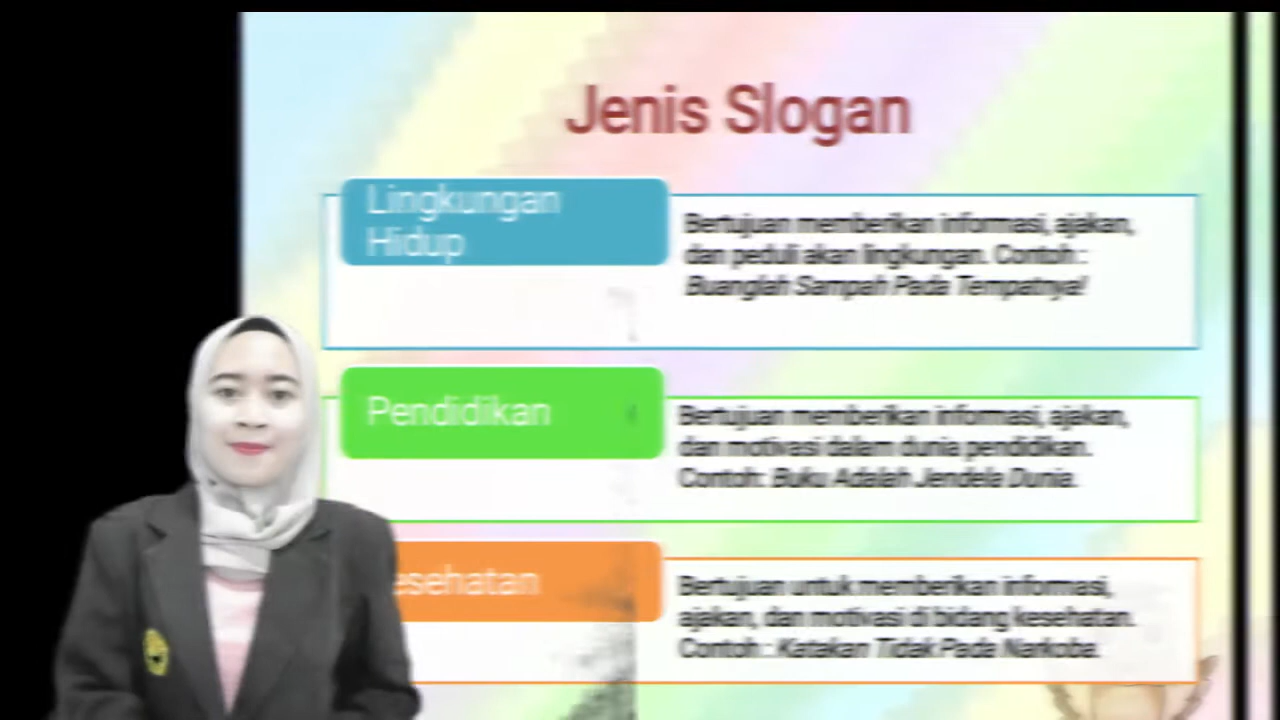 Jenis Slogan
Lingkungan
Hidup
Bertujuan memberikan informasi, ajakan,
dan peduli akan lingkungan. Contoh :
Buanglah Sampah Pada Tempatnya!
Pendidikan
Bertujuan memberikan informasi, ajakan,
dan motivasi dalam dunia pendidikan.
Contoh: Buku Adalah Jendela Dunia.
esehatan
Bertujuan untuk memberikan informasi,
ajakan, dan motivasi di bidang kesehatan.
Contoh : Katakan Tidak Pada Narkoba.